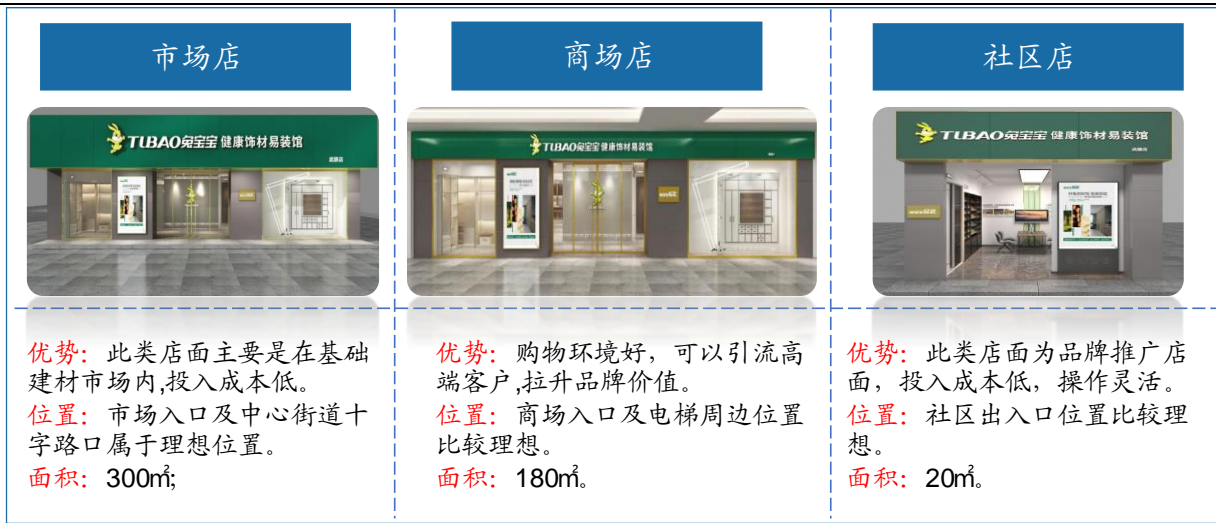 市场店
TUBAO兔宝宝 健康饰材易装馆
优势：此类店面主要是在基础
建材市场内,投入成本低。
位置：市场入口及中心街道十
字路口属于理想位置。
面积：300㎡;
商场店
TUBAO兔宝宝 健康饰材易装馆
优势：购物环境好，可以引流高
端客户,拉升品牌价值。
位置：商场入口及电梯周边位置
比较理想。
面积：180㎡。
社区店
TUBAO兔宝宝 健康饰材易装馆
优势：此类店面为品牌推广店
面，投入成本低，操作灵活。
位置：社区出入口位置比较理
想。
面积：20㎡。